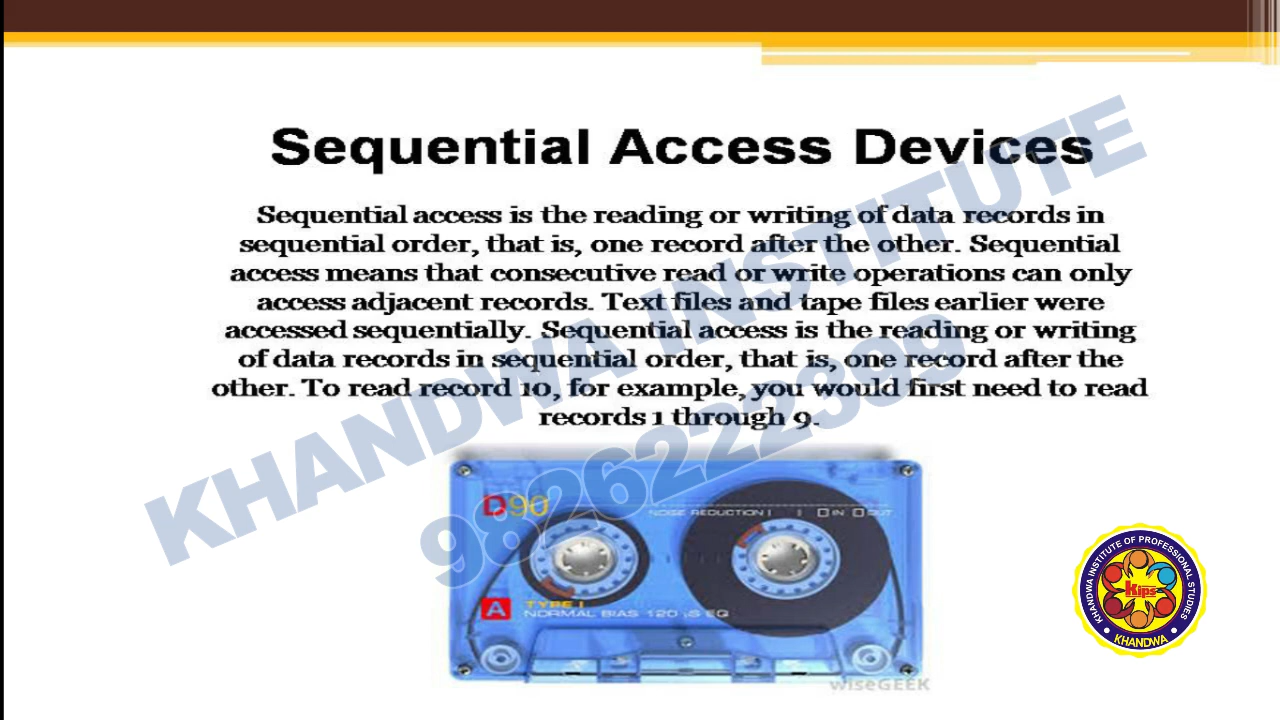 Sequential Access Devices
Sequential access is the reading or writing of data records in
sequential order, that is, one record after the other. Sequential
access means that consecutive read or write operations can only
access adjacent records. Text files and tape files earlier were
accessed sequentially. Sequential access is the reading or writing
of data records in sequential order, that is, one record after the
other. To read record 10, for example, you would first need to read
records 1 through 9.
KHANDWA INSTITUTE
9826222399
D90
NOISE REDUCTION IN OUT
A TYPE I
NORMAL BIAS 120 µS EQ
wiseGEEK
KHANDWA INSTITUTE OF PROFESSIONAL STUDIES
Kips
KHANDWA